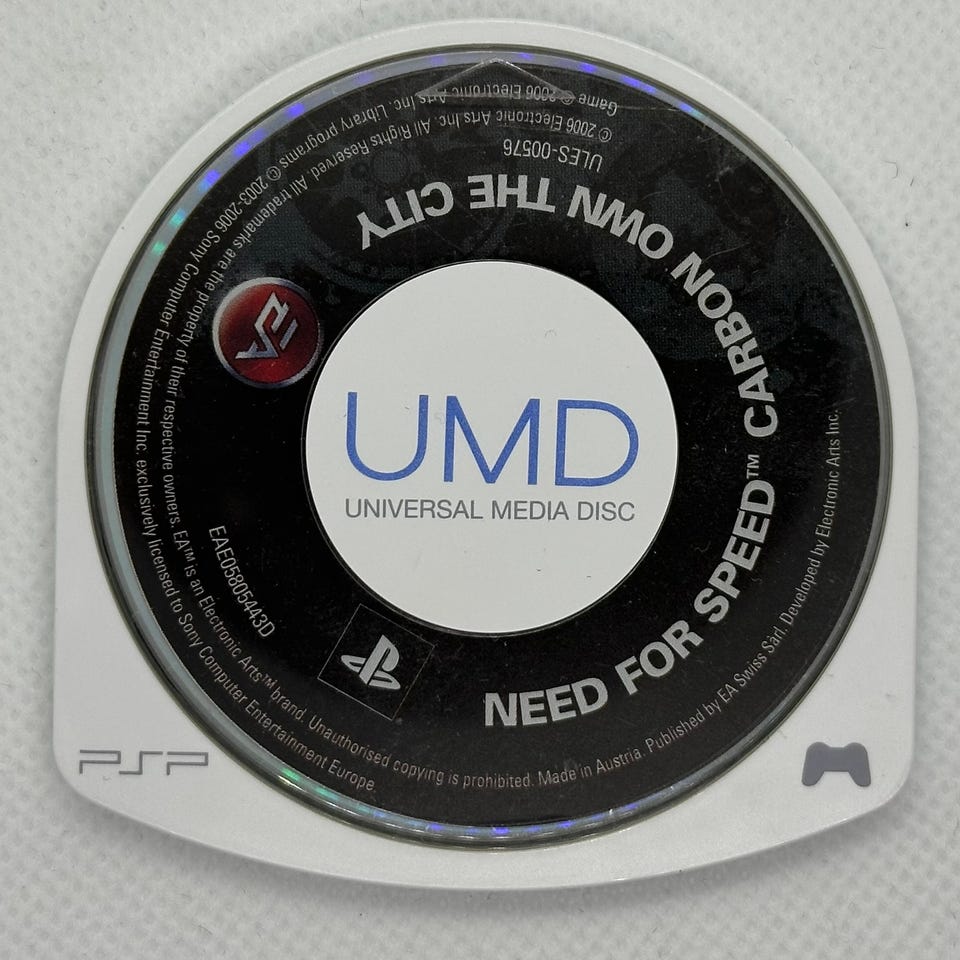 UMD
UNIVERSAL MEDIA DISC
NEED FOR SPEED™ CARBON OWN THE CITY
ULES-00576
EA
EAE05805443D
Published by EA Swiss Sàrl. Developed by Electronic Arts Inc.
Game © 2006 Electronic Arts Inc.
© 2006 Electronic Arts Inc. All Rights Reserved. All trademarks are the property of their respective owners. EA™ is an Electronic Arts™ brand. Unauthorised copying is prohibited. Made in Austria.
Library programs © 2003-2006 Sony Computer Entertainment Inc. exclusively licensed to Sony Computer Entertainment Europe.
PSP